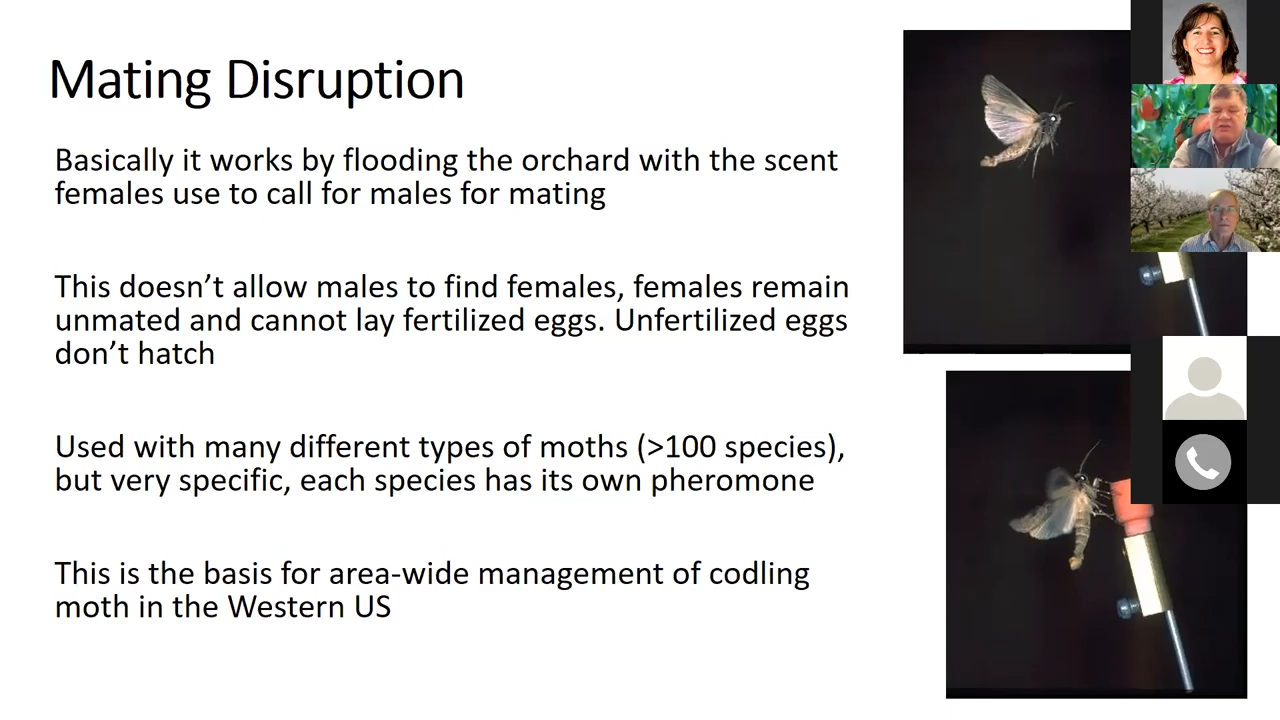 Mating Disruption
Basically it works by flooding the orchard with the scent
females use to call for males for mating
This doesn’t allow males to find females, females remain
unmated and cannot lay fertilized eggs. Unfertilized eggs
don’t hatch
Used with many different types of moths (>100 species),
but very specific, each species has its own pheromone
This is the basis for area-wide management of codling
moth in the Western US